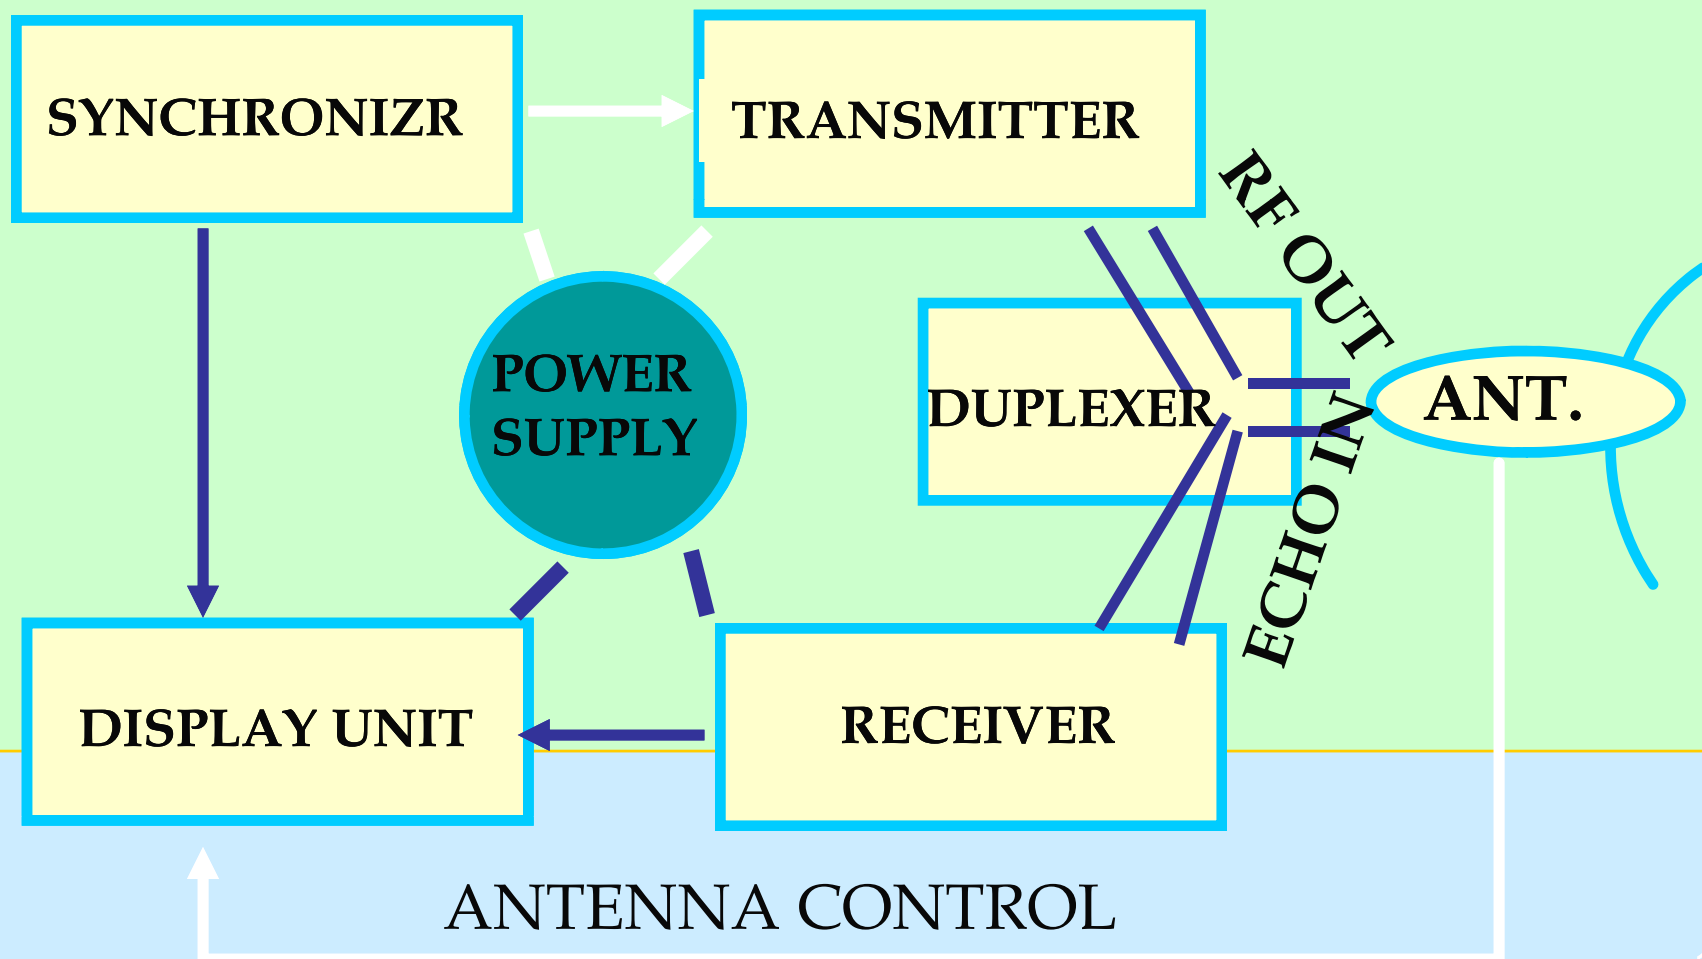 SYNCHRONIZR
TRANSMITTER
RF OUT
POWER
SUPPLY
DUPLEXER
ANT.
ECHO IN
DISPLAY UNIT
RECEIVER
ANTENNA CONTROL